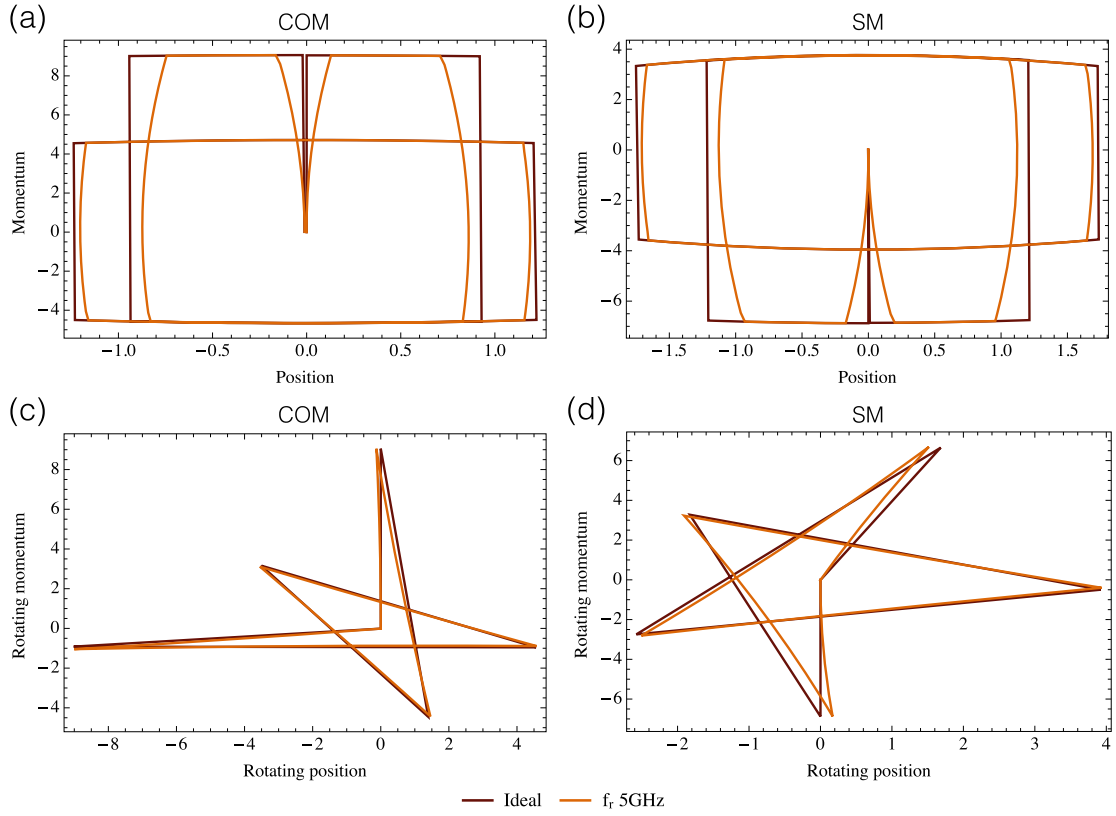 (a)
COM
8
6
4
2
0
−2
−4
Momentum
−1.0
−0.5
0.0
0.5
1.0
Position
(b)
SM
4
2
0
−2
−4
−6
Momentum
−1.5
−1.0
−0.5
0.0
0.5
1.0
1.5
Position
(c)
COM
8
6
4
2
0
−2
−4
Rotating momentum
−8
−6
−4
−2
0
2
4
Rotating position
(d)
SM
6
4
2
0
−2
−4
−6
Rotating momentum
−2
−1
0
1
2
3
4
Rotating position
Ideal
fr 5GHz